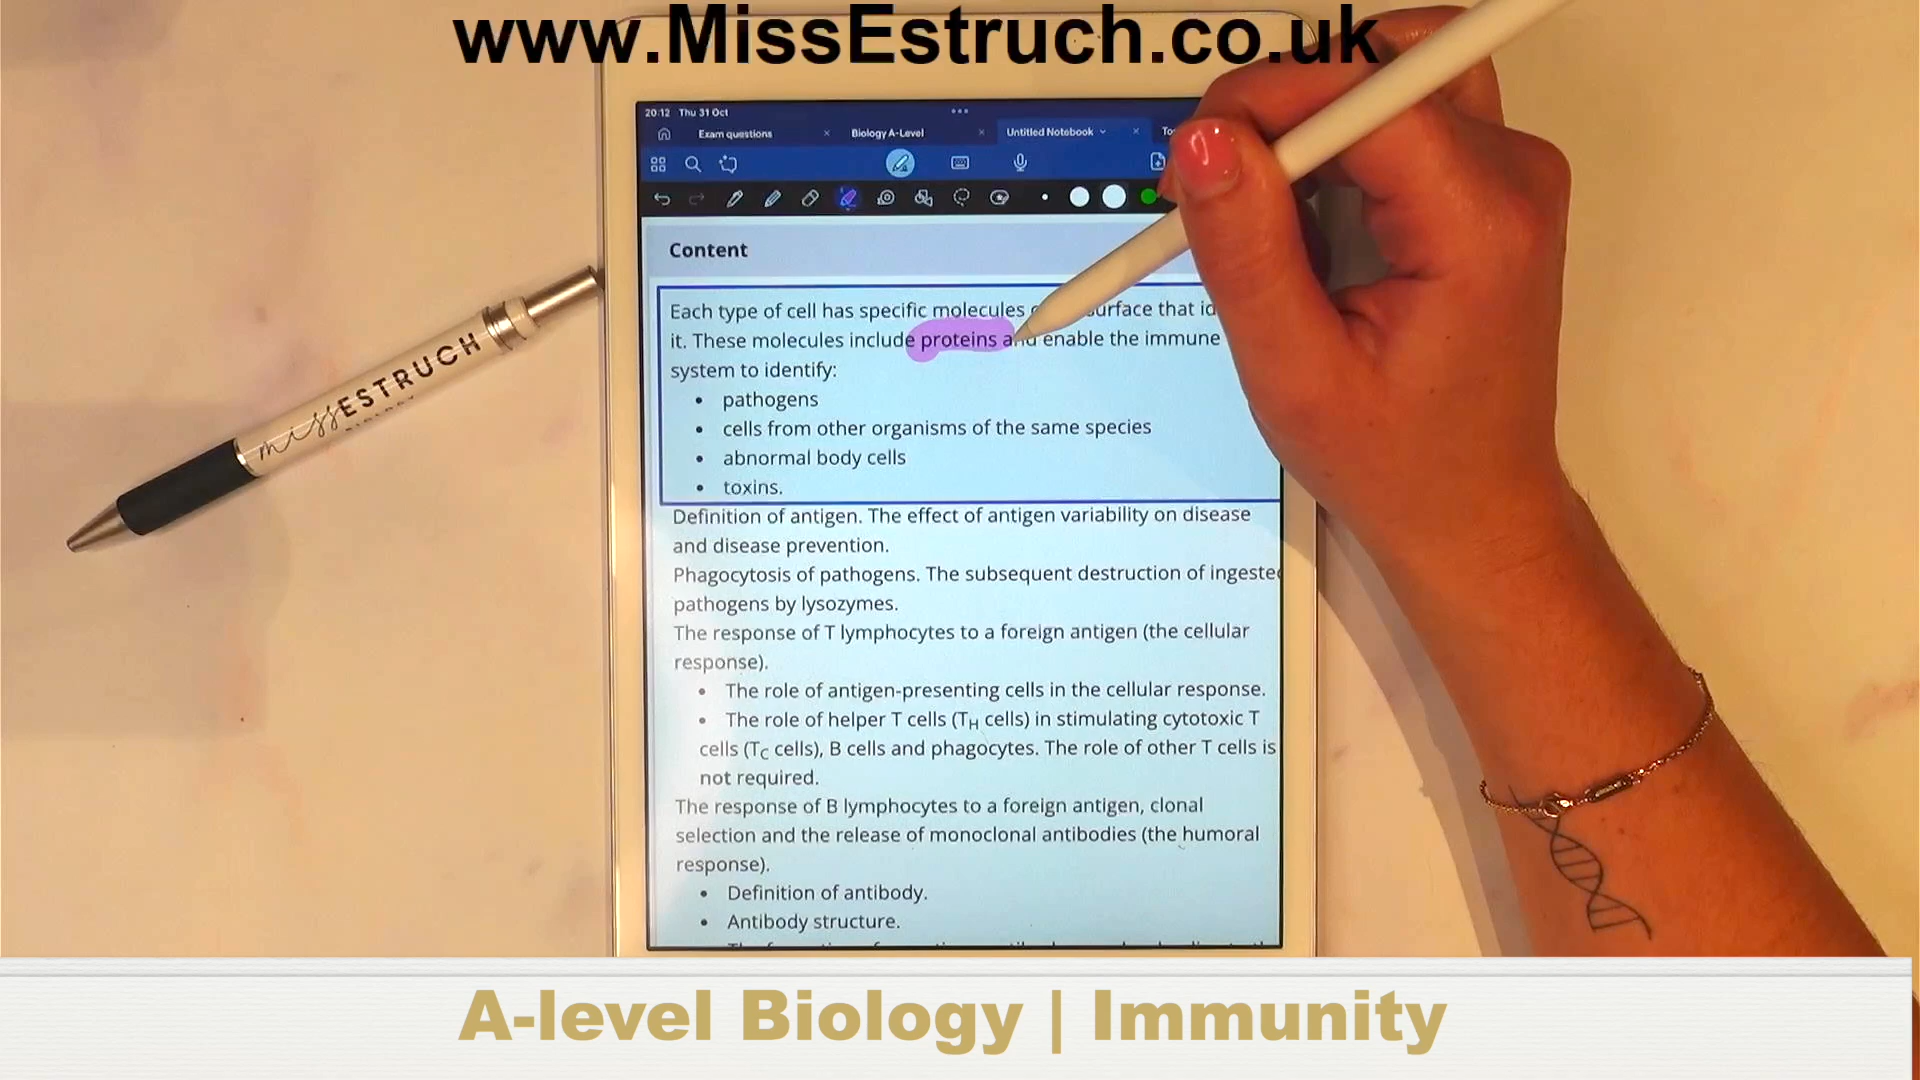 www.MissEstruch.co.uk
20:12 Thu 31 Oct
Exam questions
Biology A-Level
Untitled Notebook
Content
Each type of cell has specific molecules surface that
it. These molecules include proteins and enable the immune
system to identify:
• pathogens
• cells from other organisms of the same species
• abnormal body cells
• toxins.
Definition of antigen. The effect of antigen variability on disease
and disease prevention.
Phagocytosis of pathogens. The subsequent destruction of ingested
pathogens by lysozymes.
The response of T lymphocytes to a foreign antigen (the cellular
response).
• The role of antigen-presenting cells in the cellular response.
• The role of helper T cells (TH cells) in stimulating cytotoxic T
cells (TC cells), B cells and phagocytes. The role of other T cells is
not required.
The response of B lymphocytes to a foreign antigen, clonal
selection and the release of monoclonal antibodies (the humoral
response).
• Definition of antibody.
• Antibody structure.
miss ESTRUCH
BIOLOGY
A-level Biology | Immunity